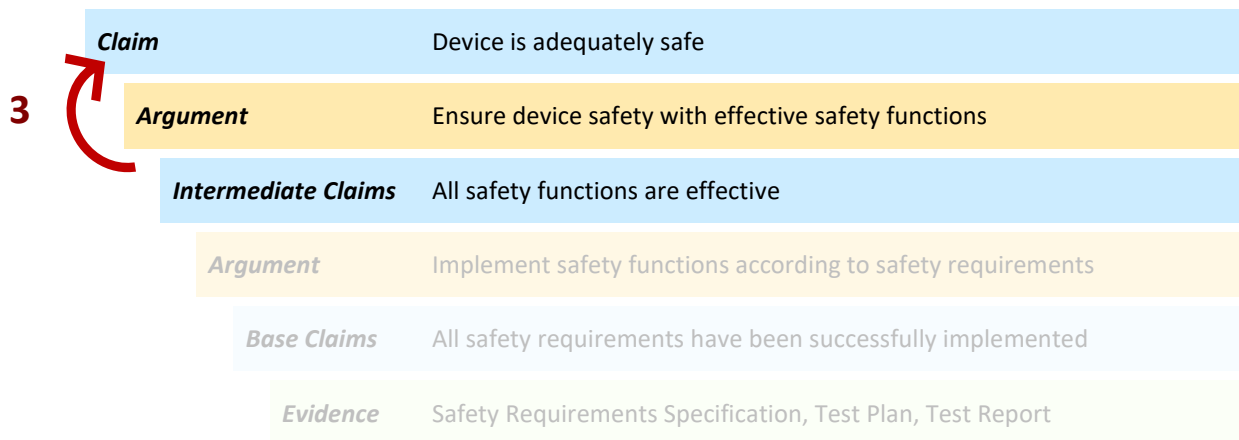 Claim Device is adequately safe
3 Argument Ensure device safety with effective safety functions
Intermediate Claims All safety functions are effective
Argument Implement safety functions according to safety requirements
Base Claims All safety requirements have been successfully implemented
Evidence Safety Requirements Specification, Test Plan, Test Report